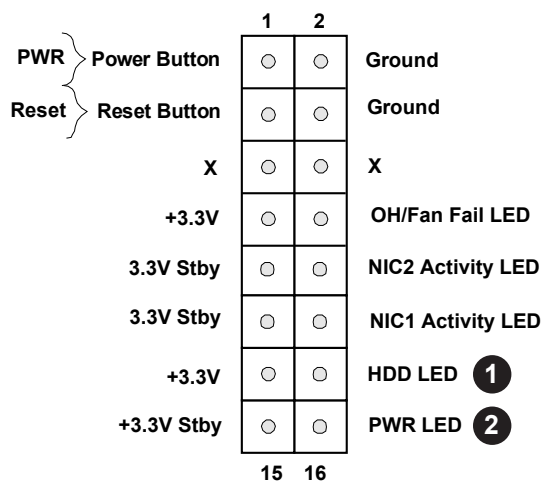 1 2
PWR Power Button Ground
Reset Reset Button Ground
X X
+3.3V OH/Fan Fail LED
3.3V Stby NIC2 Activity LED
3.3V Stby NIC1 Activity LED
+3.3V HDD LED 1
+3.3V Stby PWR LED 2
15 16